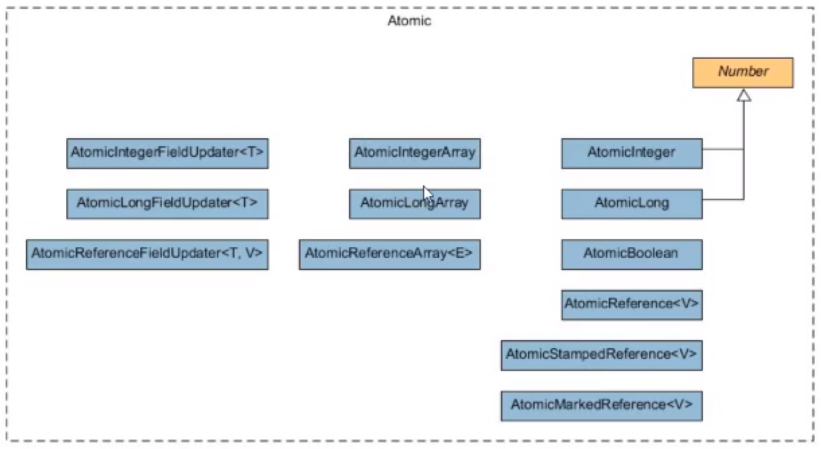 Atomic
Number
AtomicIntegerFieldUpdater<T>
AtomicIntegerArray
AtomicInteger
AtomicLongFieldUpdater<T>
AtomicLongArray
AtomicLong
AtomicReferenceFieldUpdater<T, V>
AtomicReferenceArray<E>
AtomicBoolean
AtomicReference<V>
AtomicStampedReference<V>
AtomicMarkedReference<V>